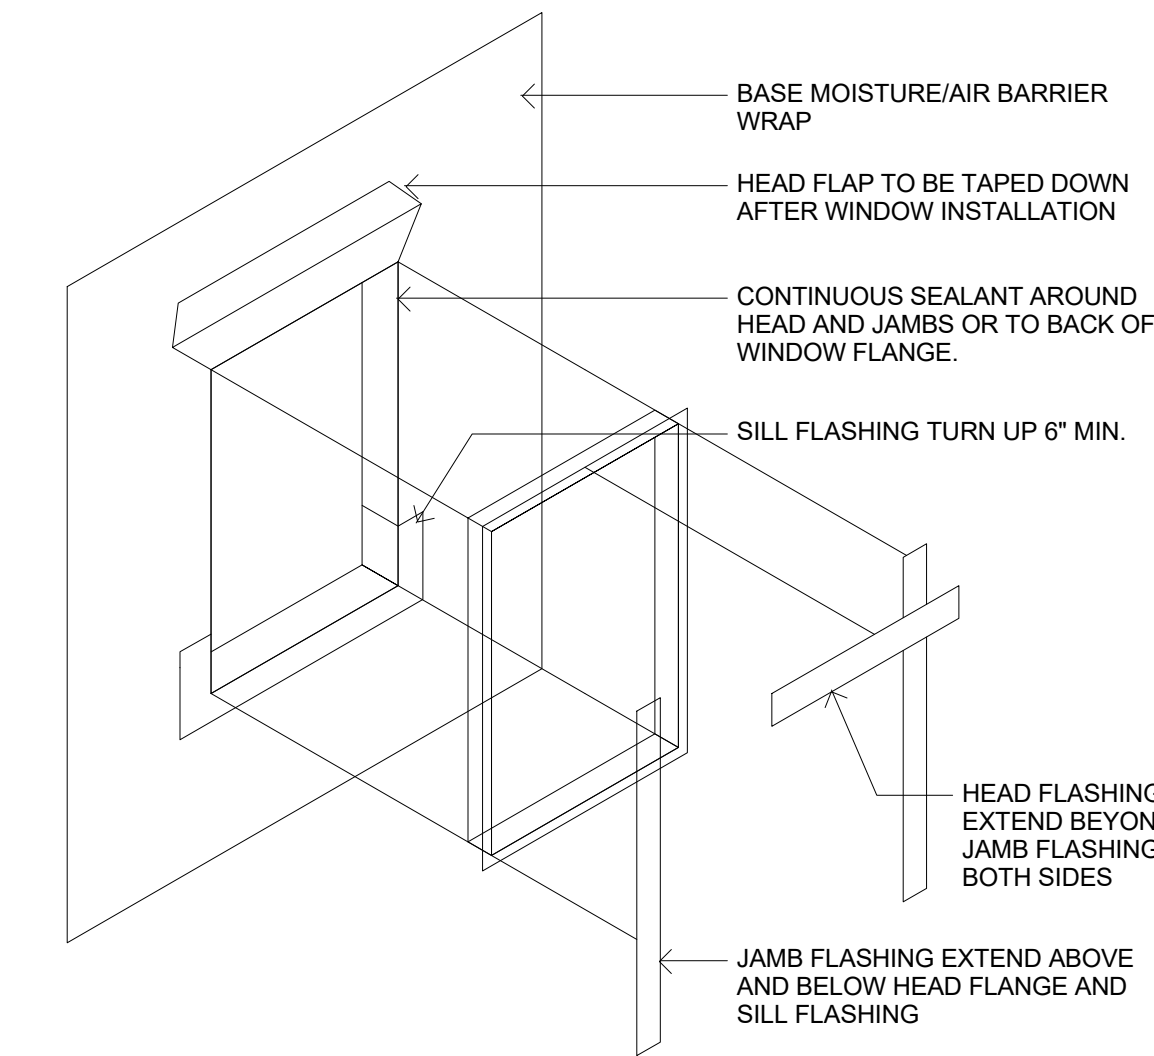 BASE MOISTURE/AIR BARRIER
WRAP
HEAD FLAP TO BE TAPED DOWN
AFTER WINDOW INSTALLATION
CONTINUOUS SEALANT AROUND
HEAD AND JAMBS OR TO BACK OF
WINDOW FLANGE.
SILL FLASHING TURN UP 6" MIN.
HEAD FLASHING
EXTEND BEYON
JAMB FLASHING
BOTH SIDES
JAMB FLASHING EXTEND ABOVE
AND BELOW HEAD FLANGE AND
SILL FLASHING